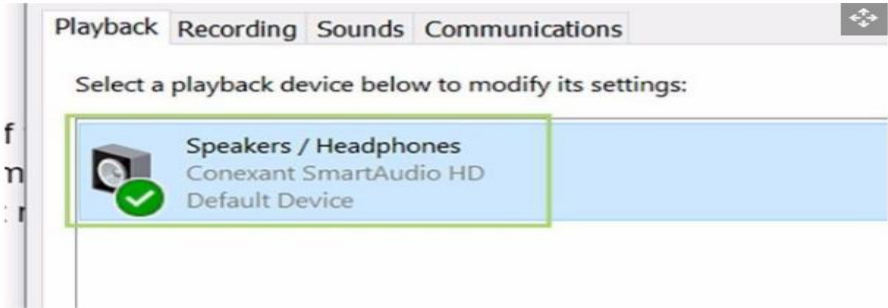 Playback Recording Sounds Communications
Select a playback device below to modify its settings:
Speakers / Headphones
Conexant SmartAudio HD
Default Device